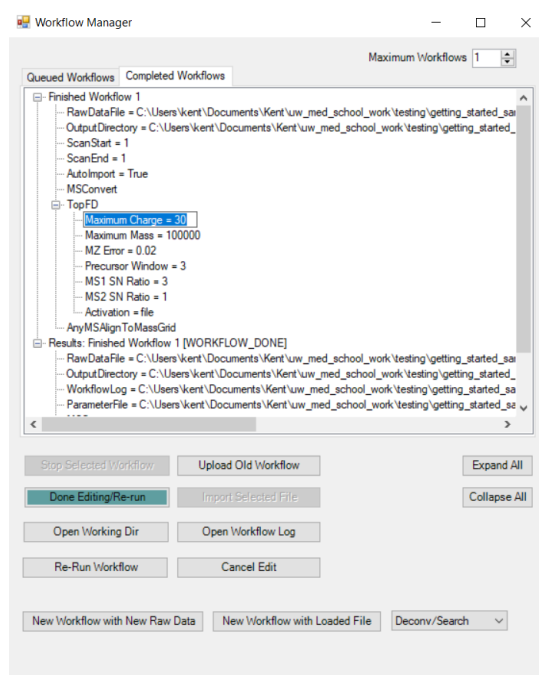 Workflow Manager
Maximum Workflows 1
Queued Workflows Completed Workflows
Finished Workflow 1
RawDataFile = C:\Users\kent\Documents\Kent\uw_med_school_work\testing\getting_started_sa
OutputDirectory = C:\Users\kent\Documents\Kent\uw_med_school_work\testing\getting_started_
ScanStart = 1
ScanEnd = 1
AutoImport = True
MSConvert
TopFD
Maximum Charge = 30
Maximum Mass = 100000
MZ Error = 0.02
Precursor Window = 3
MS1 SN Ratio = 3
MS2 SN Ratio = 1
Activation = file
AnyMSAlignToMassGrid
Results: Finished Workflow 1 [WORKFLOW_DONE]
RawDataFile = C:\Users\kent\Documents\Kent\uw_med_school_work\testing\getting_started_sa
OutputDirectory = C:\Users\kent\Documents\Kent\uw_med_school_work\testing\getting_started_
WorkflowLog = C:\Users\kent\Documents\Kent\uw_med_school_work\testing\getting_started_sa
ParameterFile = C:\Users\kent\Documents\Kent\uw_med_school_work\testing\getting_started_sa
Stop Selected Workflow Upload Old Workflow Expand All
Done Editing/Re-run Import Selected File Collapse All
Open Working Dir Open Workflow Log
Re-Run Workflow Cancel Edit
New Workflow with New Raw Data New Workflow with Loaded File Deconv/Search